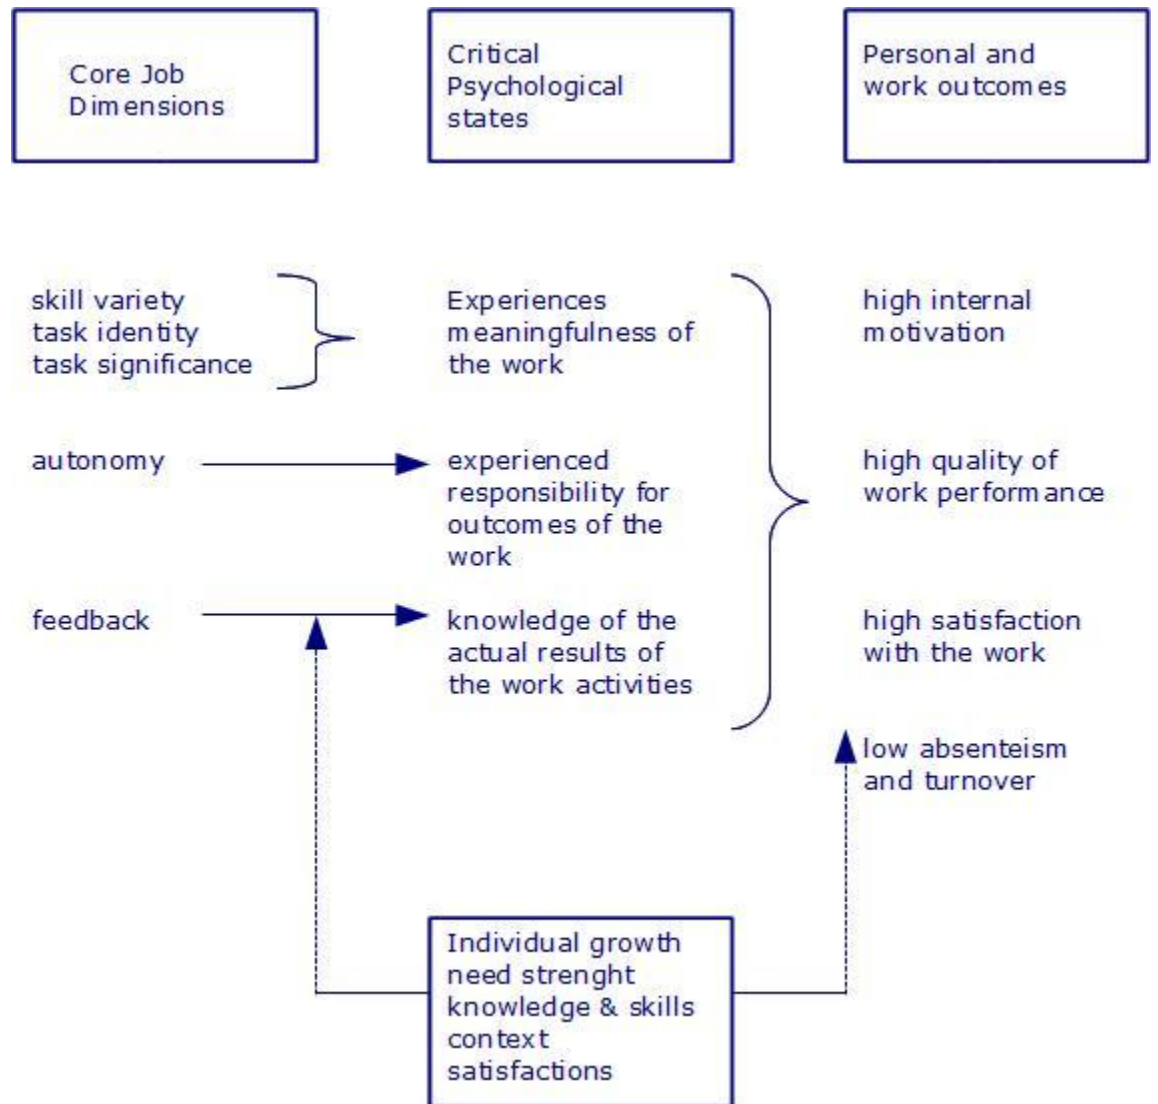 Core Job
Dimensions
Critical
Psychological
states
Personal and
work outcomes
skill variety
task identity
task significance
Experiences
meaningfulness of
the work
high internal
motivation
autonomy
experienced
responsibility for
outcomes of the
work
high quality of
work performance
feedback
knowledge of the
actual results of
the work activities
high satisfaction
with the work
low absenteism
and turnover
Individual growth
need strenght
knowledge & skills
context
satisfactions